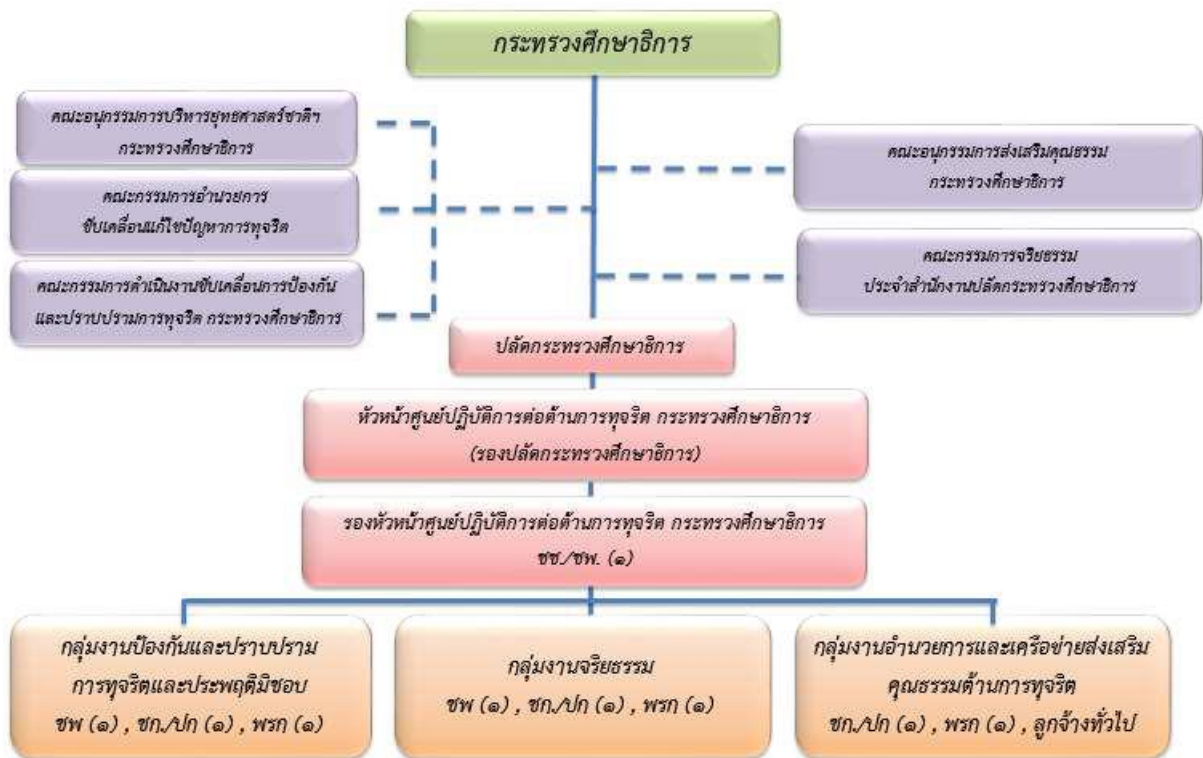 กระทรวงศึกษาธิการ
คณะอนุกรรมการบริหารยุทธศาสตร์ชาติฯ
กระทรวงศึกษาธิการ
คณะกรรมการอำนวยการ
ขับเคลื่อนแก้ไขปัญหาการทุจริต
คณะกรรมการดำเนินงานขับเคลื่อนการป้องกัน
และปราบปรามการทุจริต กระทรวงศึกษาธิการ
คณะอนุกรรมการส่งเสริมคุณธรรม
กระทรวงศึกษาธิการ
คณะกรรมการจริยธรรม
ประจำสำนักงานปลัดกระทรวงศึกษาธิการ
ปลัดกระทรวงศึกษาธิการ
หัวหน้าศูนย์ปฏิบัติการต่อต้านการทุจริต กระทรวงศึกษาธิการ
(รองปลัดกระทรวงศึกษาธิการ)
รองหัวหน้าศูนย์ปฏิบัติการต่อต้านการทุจริต กระทรวงศึกษาธิการ
ชช./ชพ. (๑)
กลุ่มงานป้องกันและปราบปราม
การทุจริตและประพฤติมิชอบ
ชพ (๑) , ชก./ปก (๑) , พรก (๑)
กลุ่มงานจริยธรรม
ชพ (๑) , ชก./ปก (๑) , พรก (๑)
กลุ่มงานอำนวยการและเครือข่ายส่งเสริม
คุณธรรมต้านการทุจริต
ชก./ปก (๑) , พรก (๑) , ลูกจ้างทั่วไป